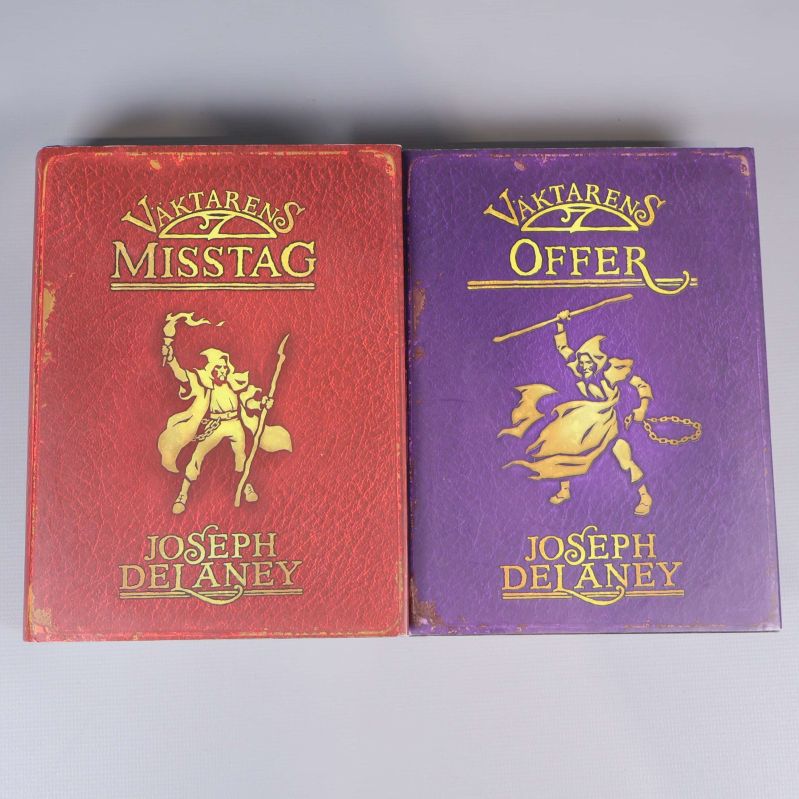 VÄKTARENS
MISSTAG
JOSEPH
DELANEY
VÄKTARENS
OFFER
JOSEPH
DELANEY